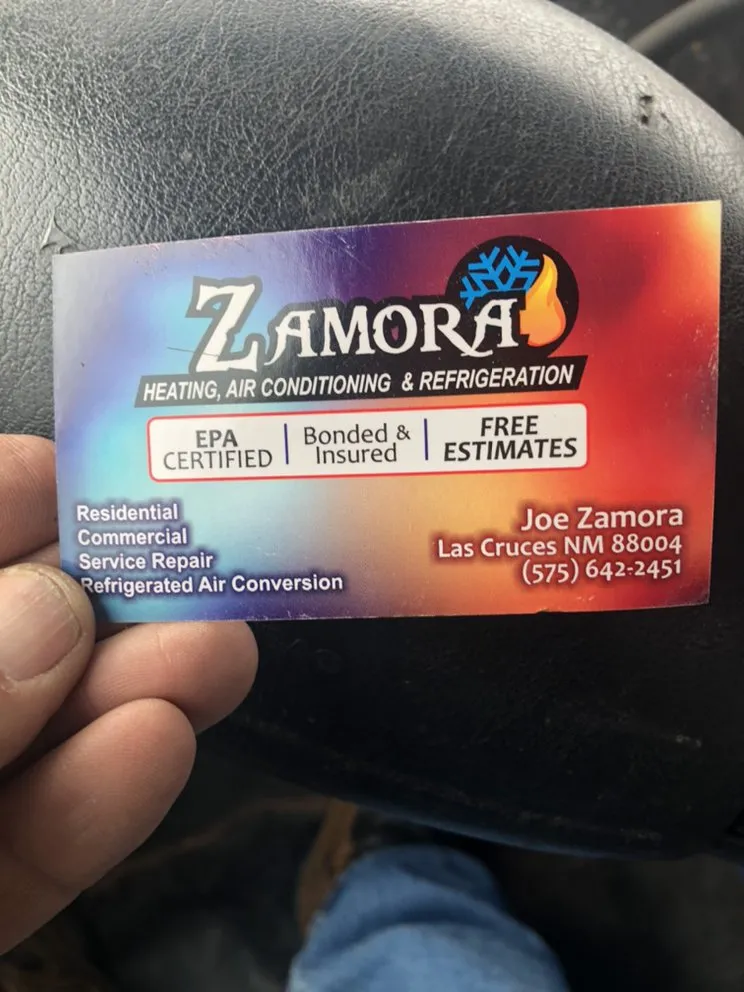 ZAMORA
HEATING, AIR CONDITIONING & REFRIGERATION
EPA
CERTIFIED
Bonded &
Insured
FREE
ESTIMATES
Residential
Commercial
Service Repair
Refrigerated Air Conversion
Joe Zamora
Las Cruces NM 88004
(575) 642-2451